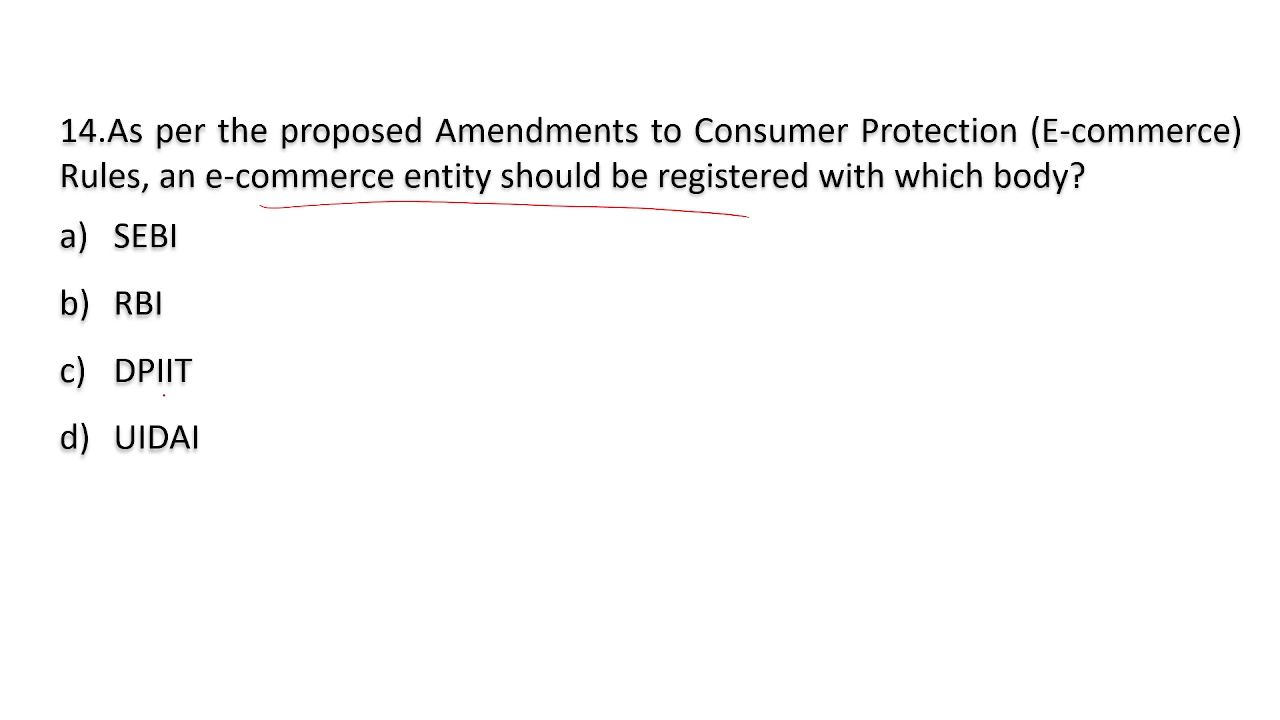 14.As per the proposed Amendments to Consumer Protection (E-commerce)
Rules, an e-commerce entity should be registered with which body?
a) SEBI
b) RBI
c) DPIIT
d) UIDAI